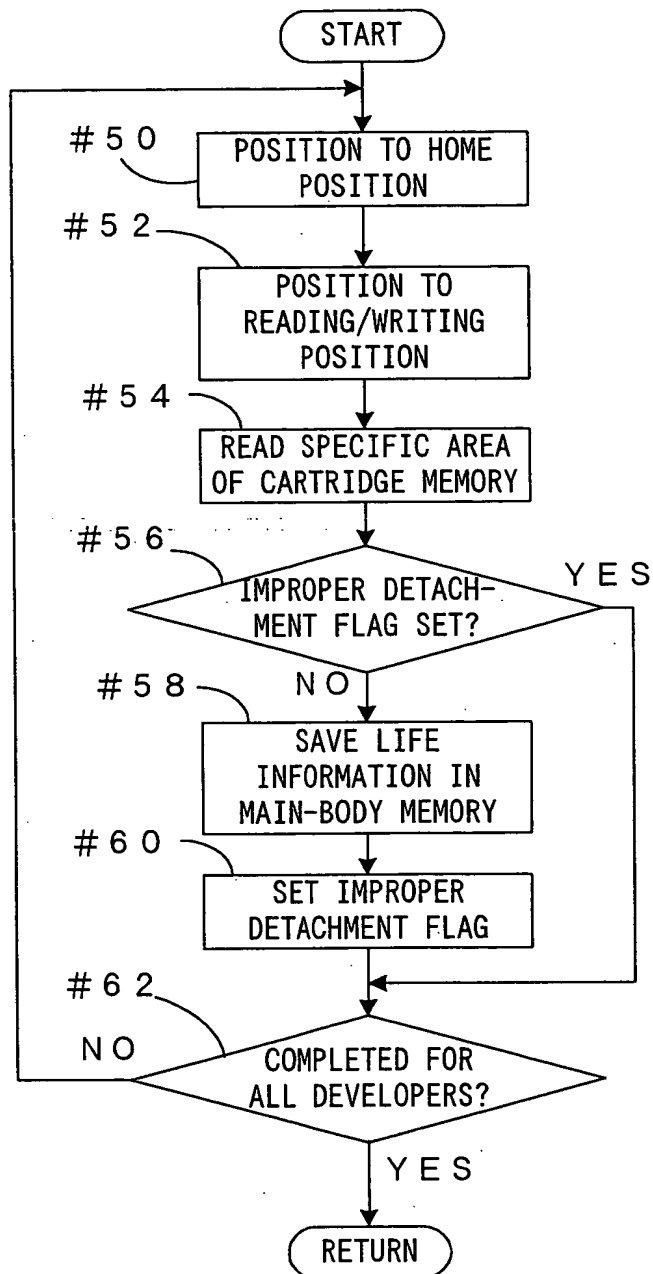 START
#50
POSITION TO HOME
POSITION
#52
POSITION TO
READING/WRITING
POSITION
#54
READ SPECIFIC AREA
OF CARTRIDGE MEMORY
#56
IMPROPER DETACH-
MENT FLAG SET?
YES
NO
#58
SAVE LIFE
INFORMATION IN
MAIN-BODY MEMORY
#60
SET IMPROPER
DETACHMENT FLAG
#62
NO
COMPLETED FOR
ALL DEVELOPERS?
YES
RETURN